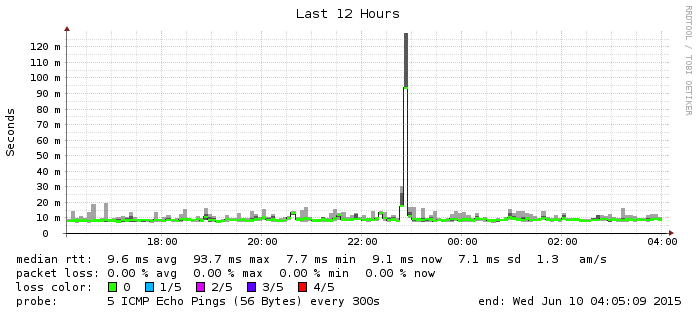 Last 12 Hours
RRDTOOL / TOBI OETIKER
Seconds
120 m
110 m
100 m
90 m
80 m
70 m
60 m
50 m
40 m
30 m
20 m
10 m
0
18:00 20:00 22:00 00:00 02:00 04:00
median rtt: 9.6 ms avg 93.7 ms max 7.7 ms min 9.1 ms now 7.1 ms sd 1.3 am/s
packet loss: 0.00 % avg 0.00 % max 0.00 % min 0.00 % now
loss color: 0 1/5 2/5 3/5 4/5
probe: 5 ICMP Echo Pings (56 Bytes) every 300s end: Wed Jun 10 04:05:09 2015